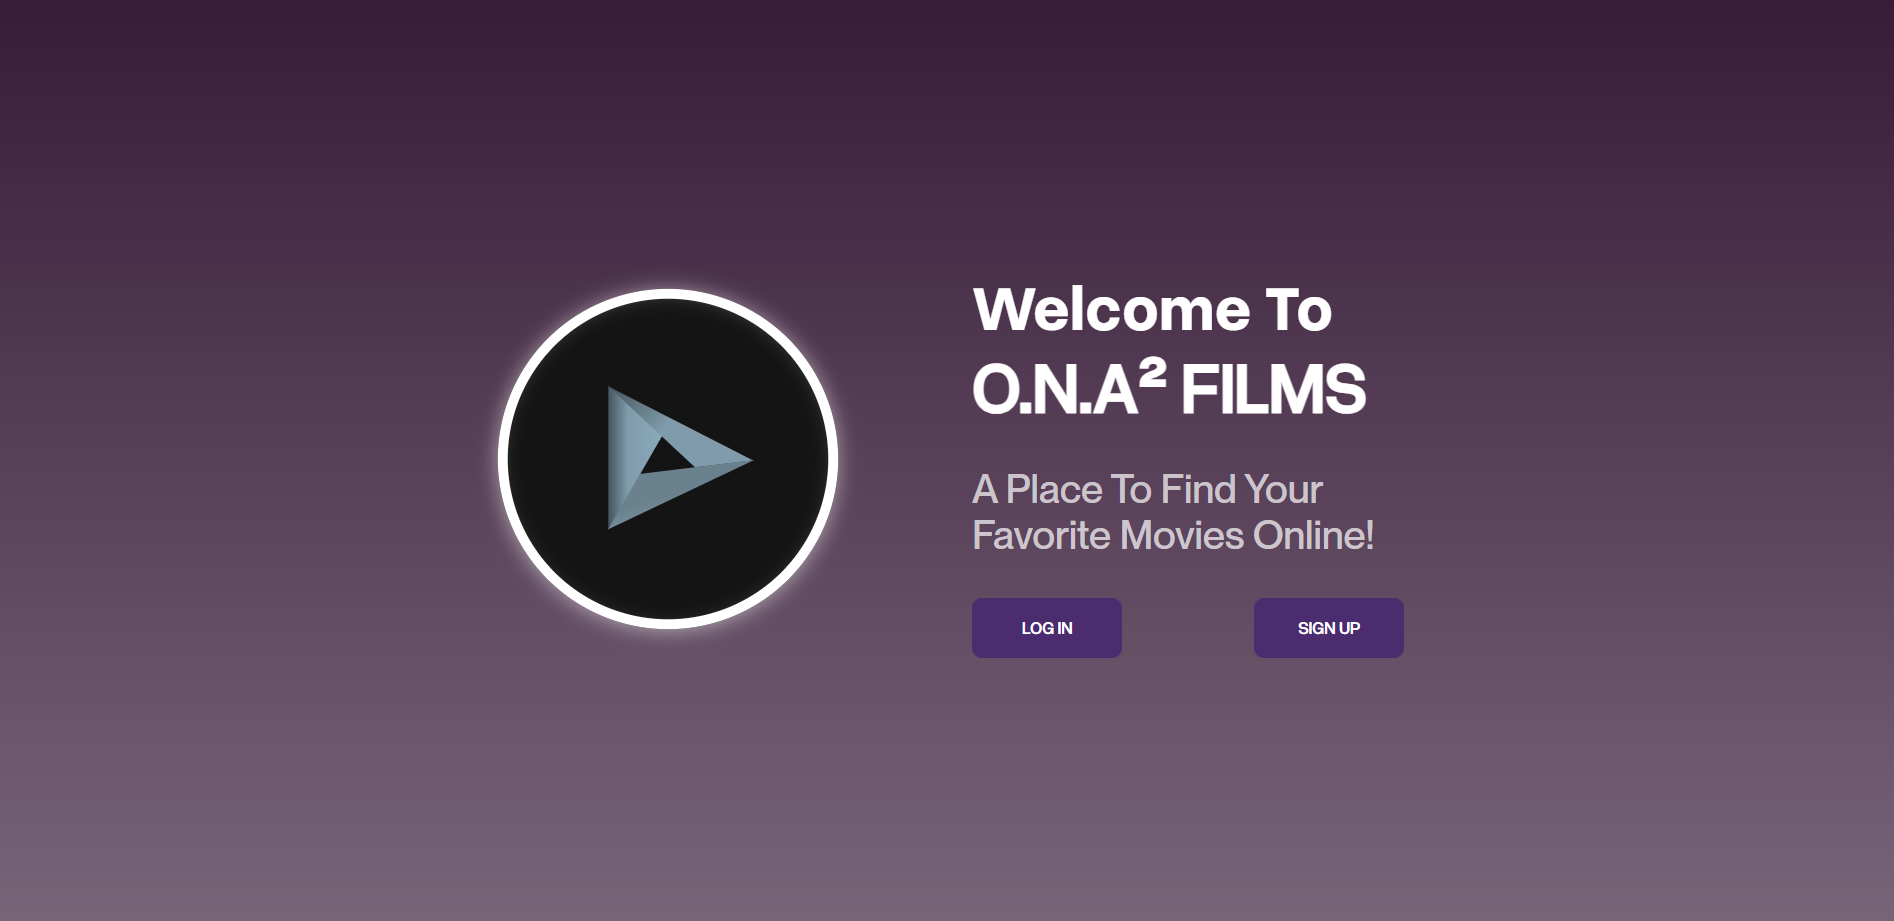 Welcome To
O.N.A² FILMS
A Place To Find Your
Favorite Movies Online!
LOG IN
SIGN UP